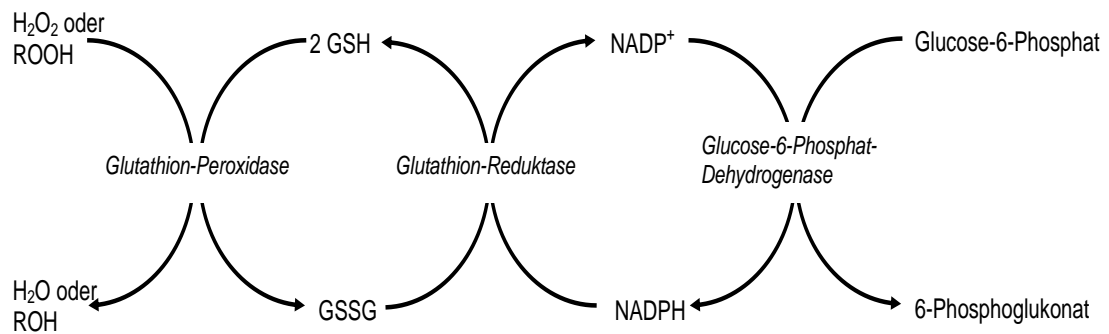 H₂O₂ oder
ROOH
2 GSH
NADP⁺
Glucose-6-Phosphat
Glutathion-Peroxidase
Glutathion-Reduktase
Glucose-6-Phosphat-
Dehydrogenase
H₂O oder
ROH
GSSG
NADPH
6-Phosphoglukonat